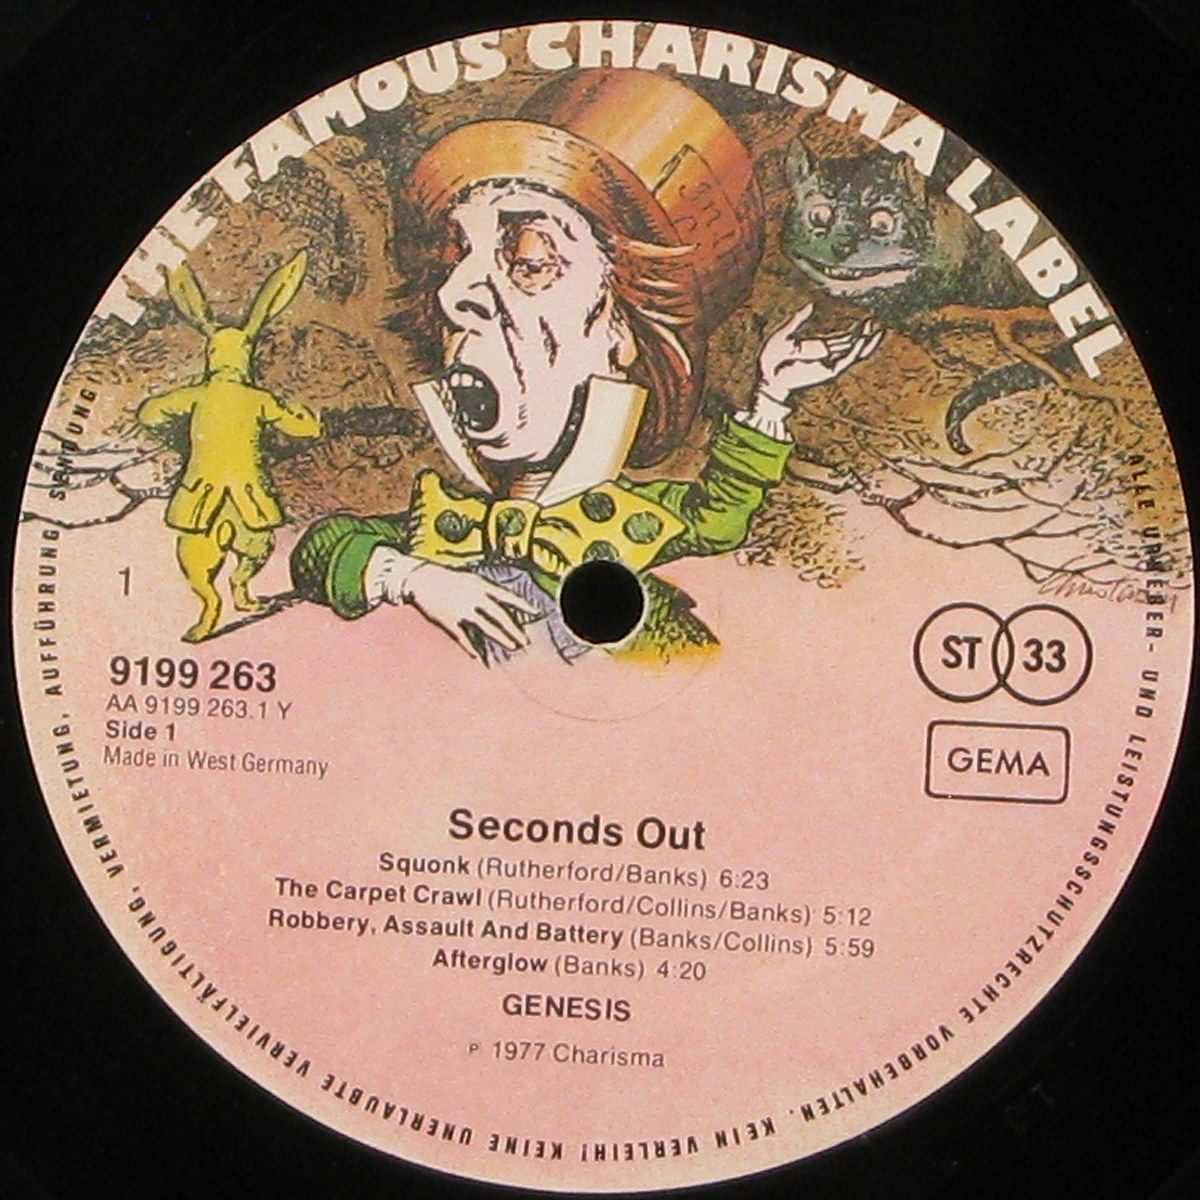 THE FAMOUS CHARISMA LABEL
In
1
ST 33
GEMA
9199 263
AA 9199 263.1 Y
Side 1
Made in West Germany
Seconds Out
Squonk (Rutherford/Banks) 6:23
The Carpet Crawl (Rutherford/Collins/Banks) 5:12
Robbery, Assault And Battery (Banks/Collins) 5:59
Afterglow (Banks) 4:20
GENESIS
℗ 1977 Charisma
ALLE URHEBER- UND LEISTUNGSSCHUTZRECHTE VORBEHALTEN. KEIN VERLEIH! KEINE UNERLAUBTE VERVIELFÄLTIGUNG, VERMIETUNG, AUFFÜHRUNG, SENDUNG!